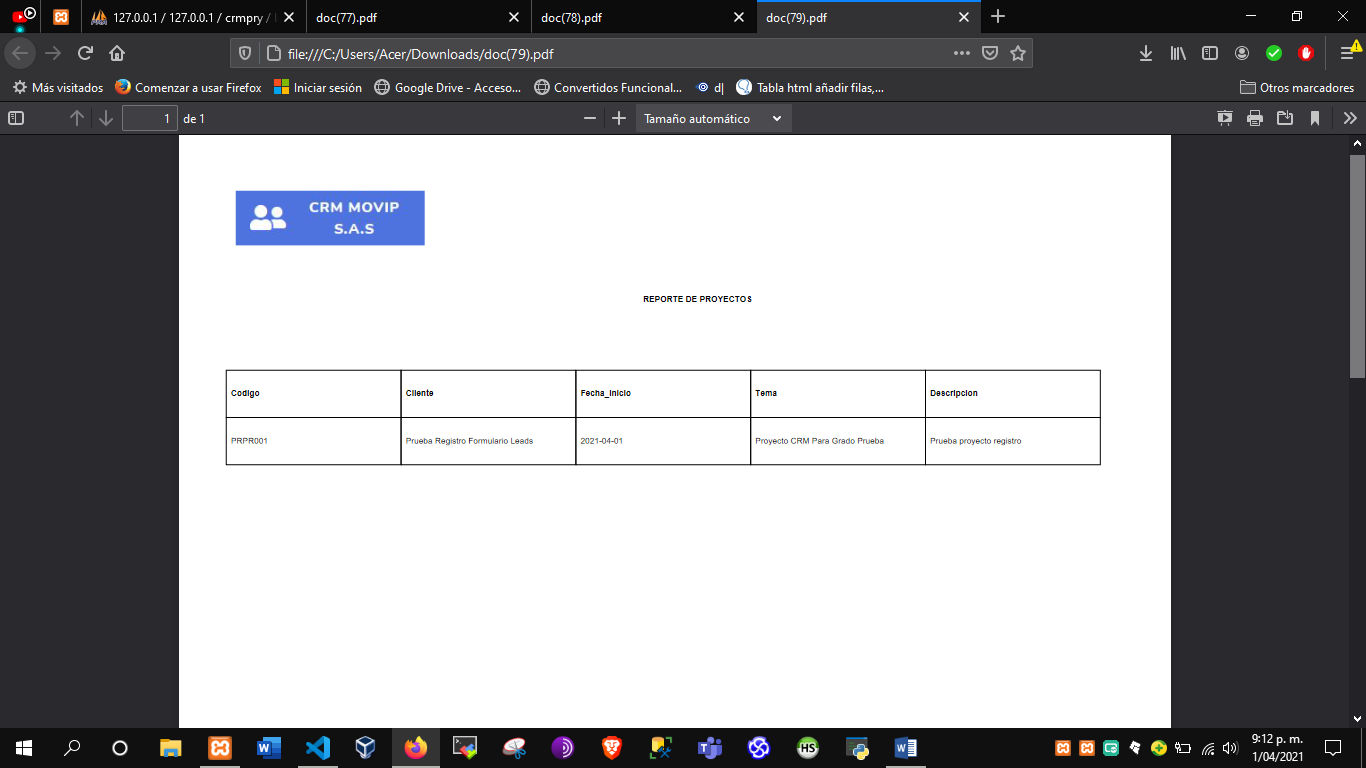 127.0.0.1 / 127.0.0.1 / crmpry /
doc(77).pdf
doc(78).pdf
doc(79).pdf
file:///C:/Users/Acer/Downloads/doc(79).pdf
Más visitados
Comenzar a usar Firefox
Iniciar sesión
Google Drive - Acceso...
Convertidos Funcional...
d|
Tabla html añadir filas,...
Otros marcadores
1 de 1
Tamaño automático
CRM MOVIP
S.A.S
REPORTE DE PROYECTOS
Codigo Cliente Fecha_Inicio Tema Descripcion
PRPR001 Prueba Registro Formulario Leads 2021-04-01 Proyecto CRM Para Grado Prueba Prueba proyecto registro
HS
9:12 p. m.
1/04/2021